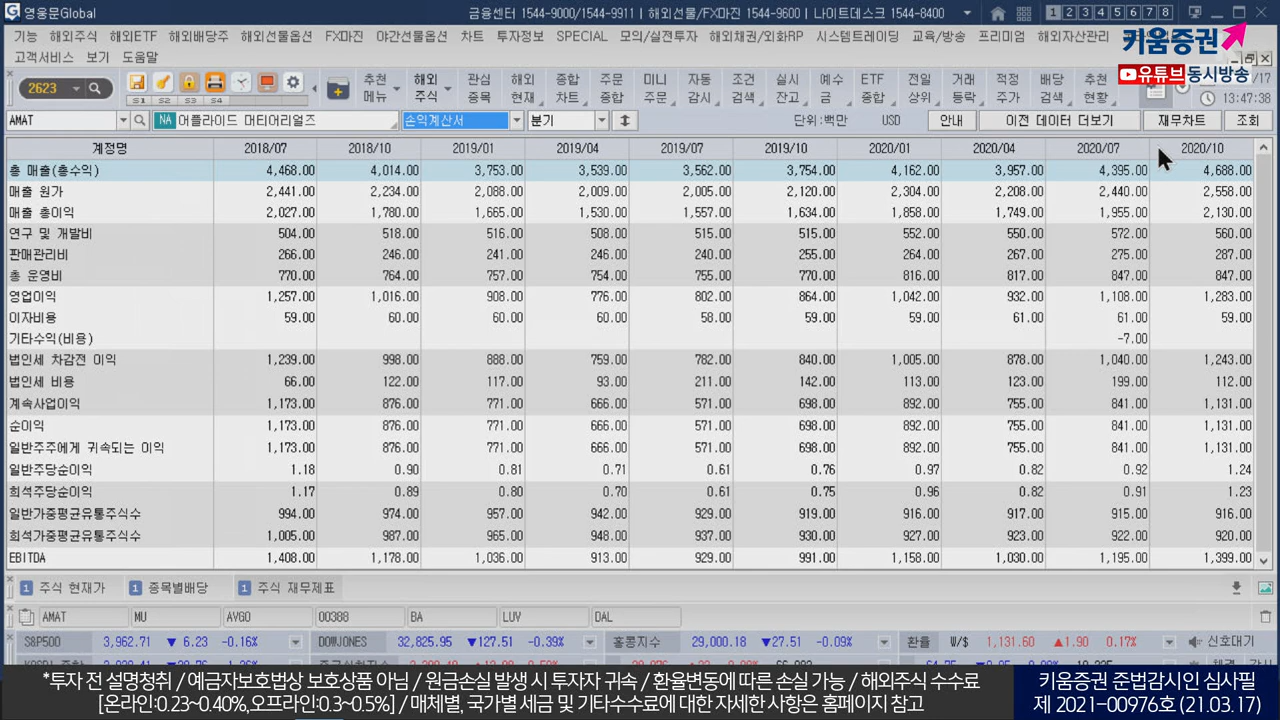 영웅문Global
금융센터 1544-9000/1544-9911 | 해외선물/FX마진 1544-9600 | 나이트데스크 1544-8400
1 2 3 4 5 6 7 8
기능 해외주식 해외ETF 해외배당주 해외선물옵션 FX마진 야간선물옵션 차트 투자정보 SPECIAL 모의/실전투자 해외채권/외화RP 시스템트레이딩 교육/방송 프리미엄 해외자산관리
키움증권
고객서비스 보기 도움말
유튜브동시방송
2623
S1 S2 S3 S4
추천메뉴 해외주식 관심종목 해외현재 종합차트 주문종합 미니주문 자동감시 조건검색 실시잔고 예수금 ETF종합 전일상위 거래등락 적정주가 배당검색 추천현황
/17
13:47:38
AMAT NA 어플라이드 머티어리얼즈 손익계산서 분기 단위:백만 USD 안내 이전 데이터 더보기 재무차트 조회
계정명 2018/07 2018/10 2019/01 2019/04 2019/07 2019/10 2020/01 2020/04 2020/07 2020/10
총 매출(총수익) 4,468.00 4,014.00 3,753.00 3,539.00 3,562.00 3,754.00 4,162.00 3,957.00 4,395.00 4,688.00
매출 원가 2,441.00 2,234.00 2,088.00 2,009.00 2,005.00 2,120.00 2,304.00 2,208.00 2,440.00 2,558.00
매출 총이익 2,027.00 1,780.00 1,665.00 1,530.00 1,557.00 1,634.00 1,858.00 1,749.00 1,955.00 2,130.00
연구 및 개발비 504.00 518.00 516.00 508.00 515.00 515.00 552.00 550.00 572.00 560.00
판매관리비 266.00 246.00 241.00 246.00 240.00 255.00 264.00 267.00 275.00 287.00
총 운영비 770.00 764.00 757.00 754.00 755.00 770.00 816.00 817.00 847.00 847.00
영업이익 1,257.00 1,016.00 908.00 776.00 802.00 864.00 1,042.00 932.00 1,108.00 1,283.00
이자비용 59.00 60.00 60.00 60.00 58.00 59.00 59.00 61.00 61.00 59.00
기타수익(비용) -7.00
법인세 차감전 이익 1,239.00 998.00 888.00 759.00 782.00 840.00 1,005.00 878.00 1,040.00 1,243.00
법인세 비용 66.00 122.00 117.00 93.00 211.00 142.00 113.00 123.00 199.00 112.00
계속사업이익 1,173.00 876.00 771.00 666.00 571.00 698.00 892.00 755.00 841.00 1,131.00
순이익 1,173.00 876.00 771.00 666.00 571.00 698.00 892.00 755.00 841.00 1,131.00
일반주주에게 귀속되는 이익 1,173.00 876.00 771.00 666.00 571.00 698.00 892.00 755.00 841.00 1,131.00
일반주당순이익 1.18 0.90 0.81 0.71 0.61 0.76 0.97 0.82 0.92 1.24
희석주당순이익 1.17 0.89 0.80 0.70 0.61 0.75 0.96 0.82 0.91 1.23
일반가중평균유통주식수 994.00 974.00 957.00 942.00 929.00 919.00 916.00 917.00 915.00 916.00
희석가중평균유통주식수 1,005.00 987.00 965.00 948.00 937.00 930.00 927.00 923.00 922.00 920.00
EBITDA 1,408.00 1,178.00 1,036.00 913.00 929.00 991.00 1,158.00 1,030.00 1,195.00 1,399.00
1 주식 현재가 1 종목별배당 1 주식 재무제표
AMAT MU AVGO 00388 BA LUV DAL
S&P500 3,962.71 ▼ 6.23 -0.16% DOWJONES 32,825.95 ▼127.51 -0.39% 홍콩지수 29,000.18 ▼27.51 -0.09% 환율 W/$ 1,131.60 ▲1.90 0.17% 신호대기
*투자 전 설명청취 / 예금자보호법상 보호상품 아님 / 원금손실 발생 시 투자자 귀속 / 환율변동에 따른 손실 가능 / 해외주식 수수료
[온라인:0.23~0.40%,오프라인:0.3~0.5%] / 매체별, 국가별 세금 및 기타수수료에 대한 자세한 사항은 홈페이지 참고
키움증권 준법감시인 심사필
제 2021-00976호 (21.03.17)